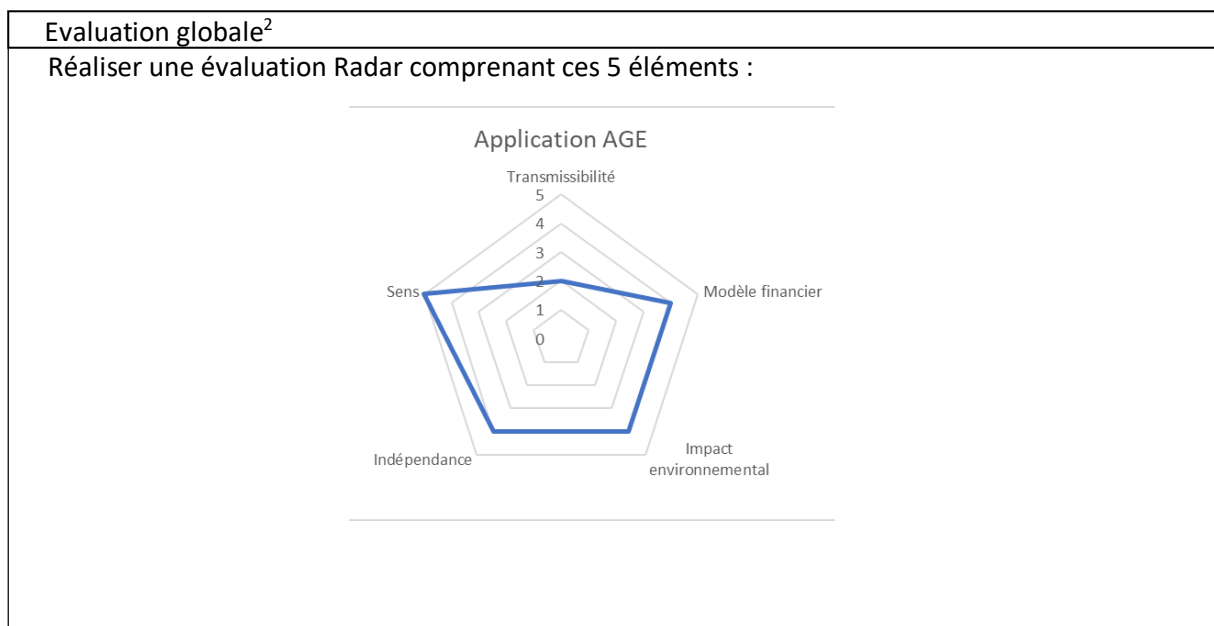 Evaluation globale²
Réaliser une évaluation Radar comprenant ces 5 éléments :
Application AGE
Transmissibilité
5
4
3
2
1
0
Sens
Modèle financier
Indépendance
Impact
environnemental